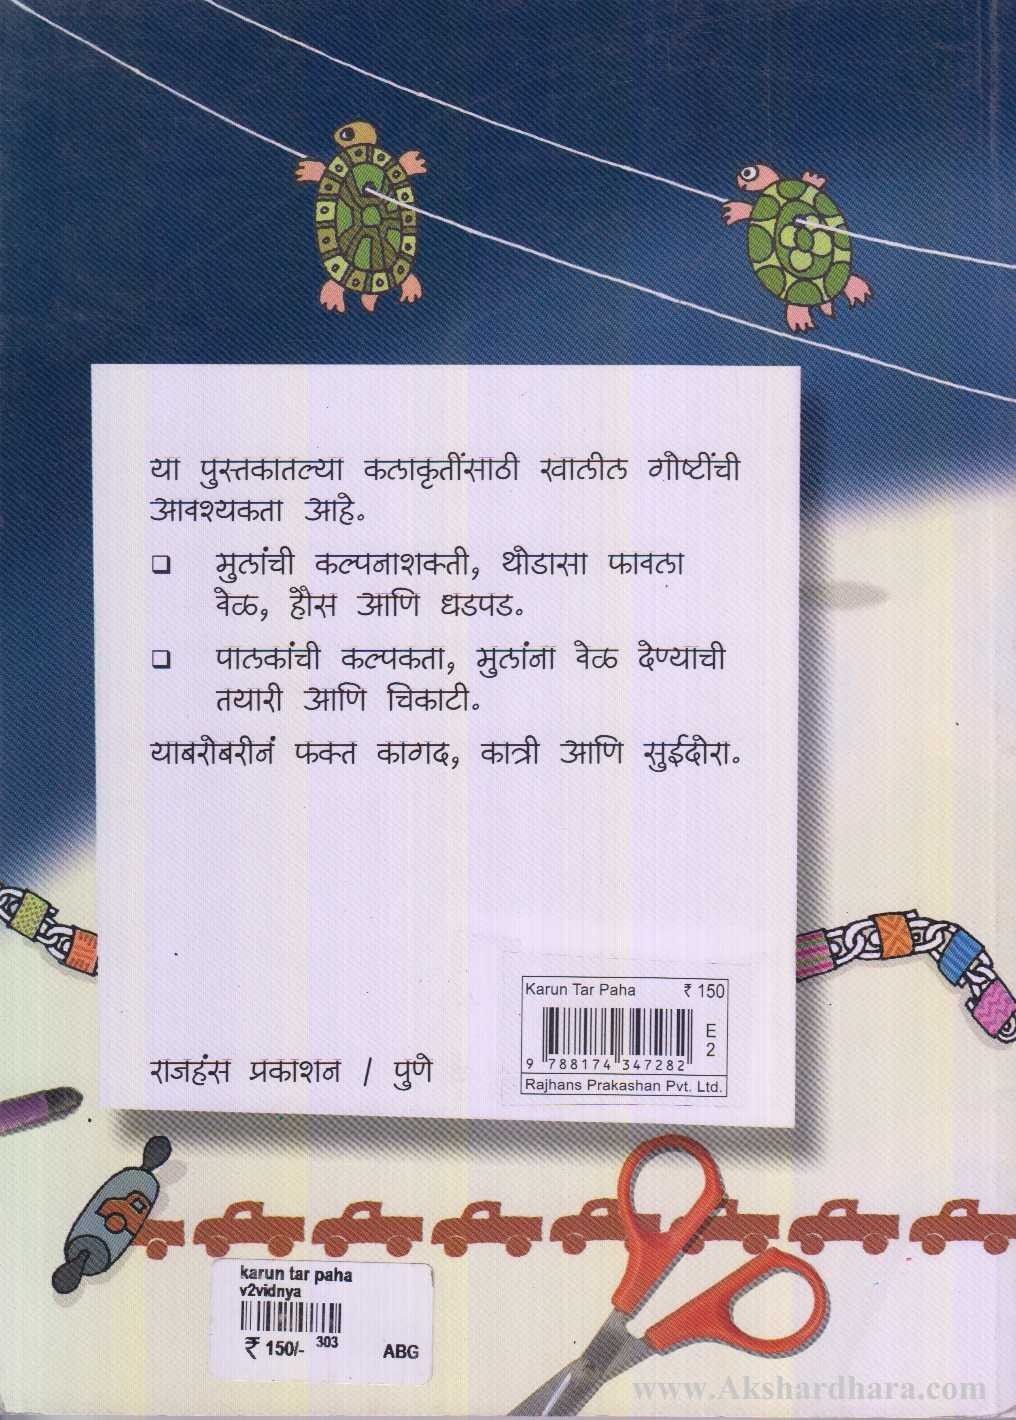 या पुस्तकातल्या कलाकृतींसाठी खालील गोष्टींची
आवश्यकता आहे.
❑ मुलांची कल्पनाशक्ती, थोडासा फावला
वेळ, हौस आणि धडपड.
❑ पालकांची कल्पकता, मुलांना वेळ देण्याची
तयारी आणि चिकाटी.
याबरोबरीनं फक्त कागद, कात्री आणि सुईदोरा.
राजहंस प्रकाशन / पुणे
Karun Tar Paha ₹ 150
E
2
9 788174 347282
Rajhans Prakashan Pvt. Ltd.
karun tar paha
v2vidnya
₹ 150/- 303
ABG
www.Akshardhara.com